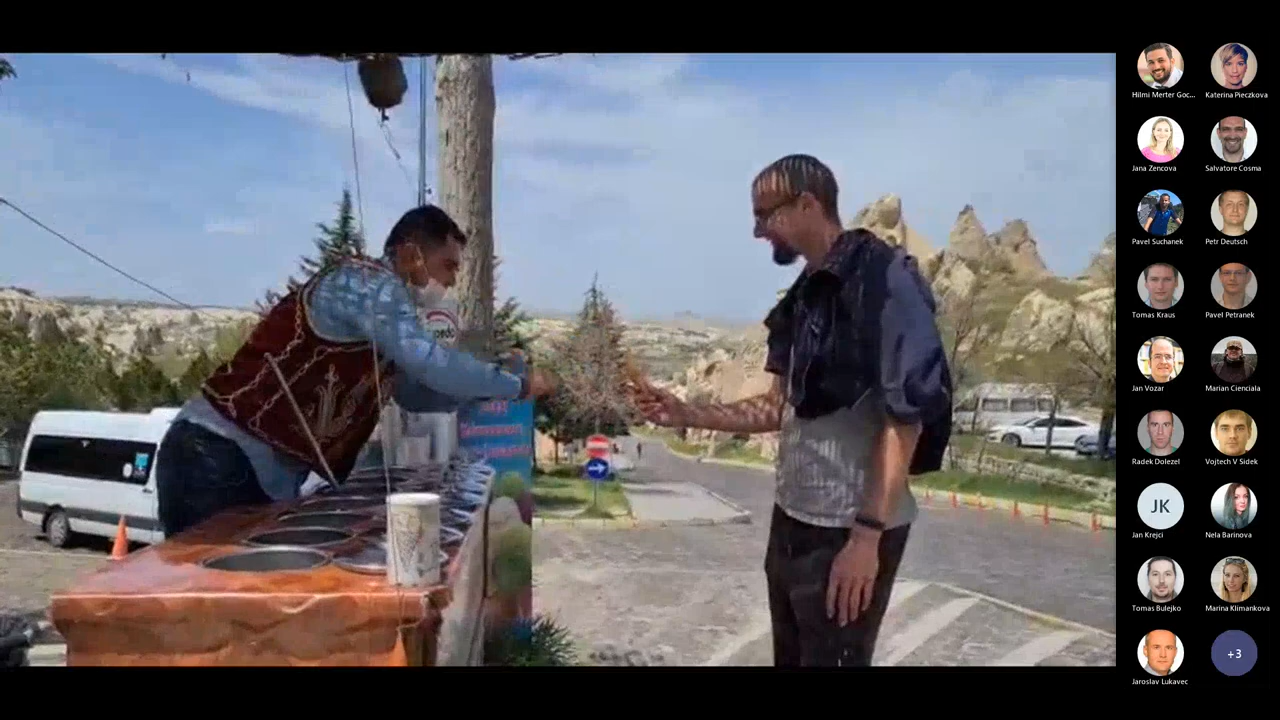 Hilmi Merter Goc...
Katerina Pieczkova
Jana Zencova
Salvatore Cosma
Pavel Suchanek
Petr Deutsch
Tomas Kraus
Pavel Petranek
Jan Vozar
Marian Cienciala
Radek Dolezel
Vojtech V Sidek
JK
Jan Krejci
Nela Barinova
Tomas Bulejko
Marina Klimankova
Jaroslav Lukavec
+3